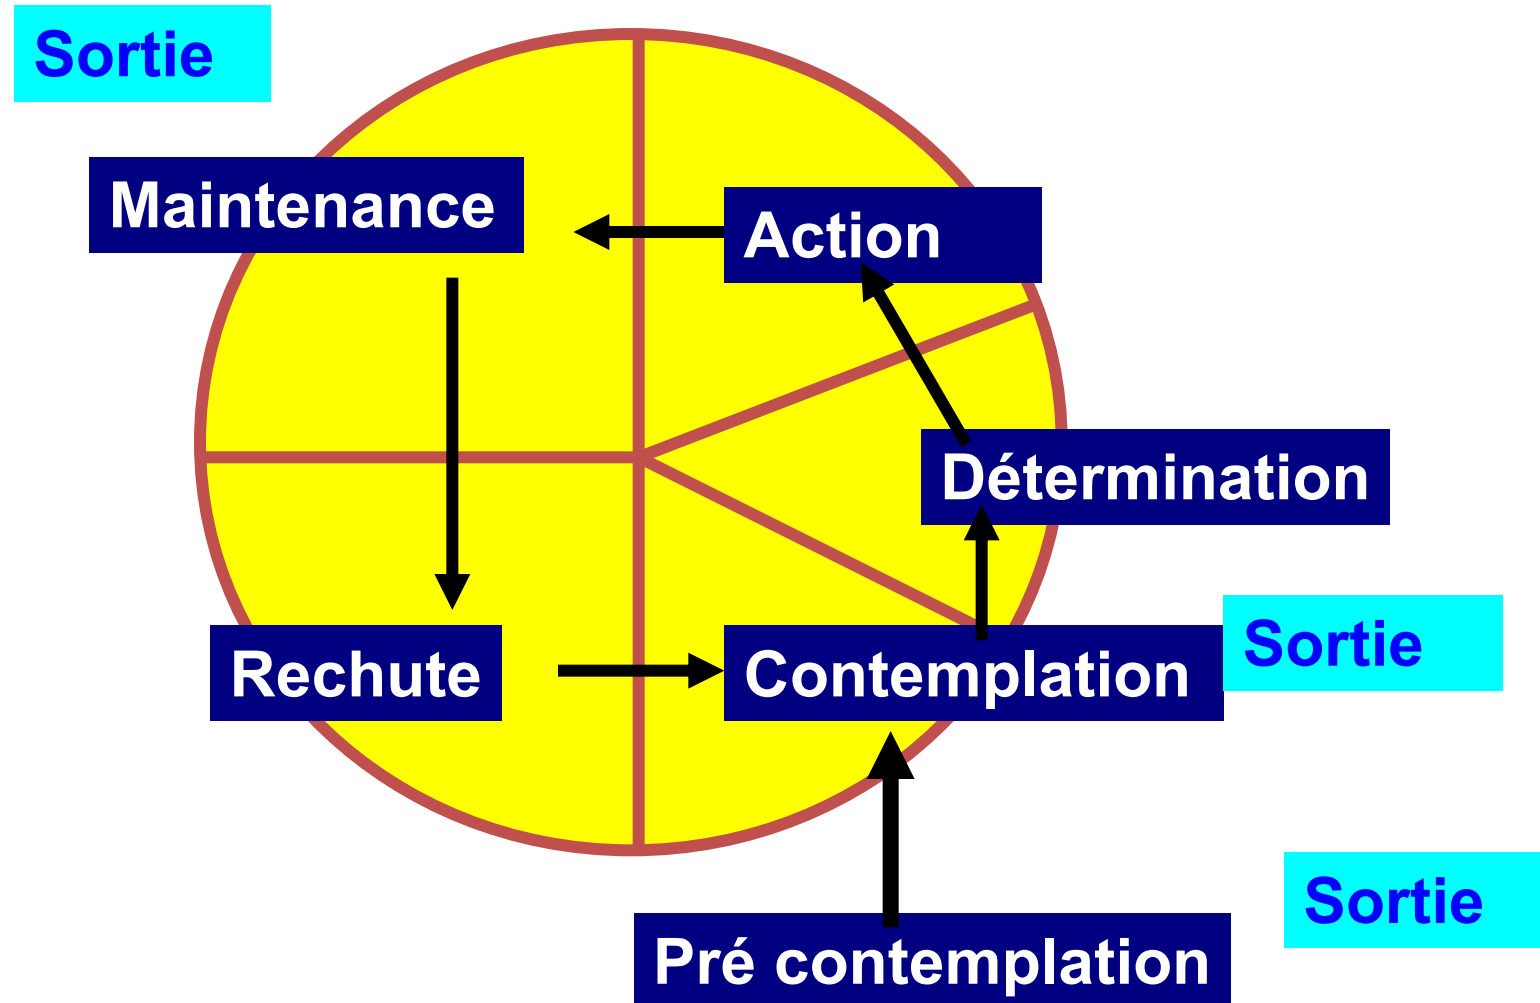 Sortie
Maintenance
Action
Détermination
Sortie
Rechute
Contemplation
Sortie
Pré contemplation